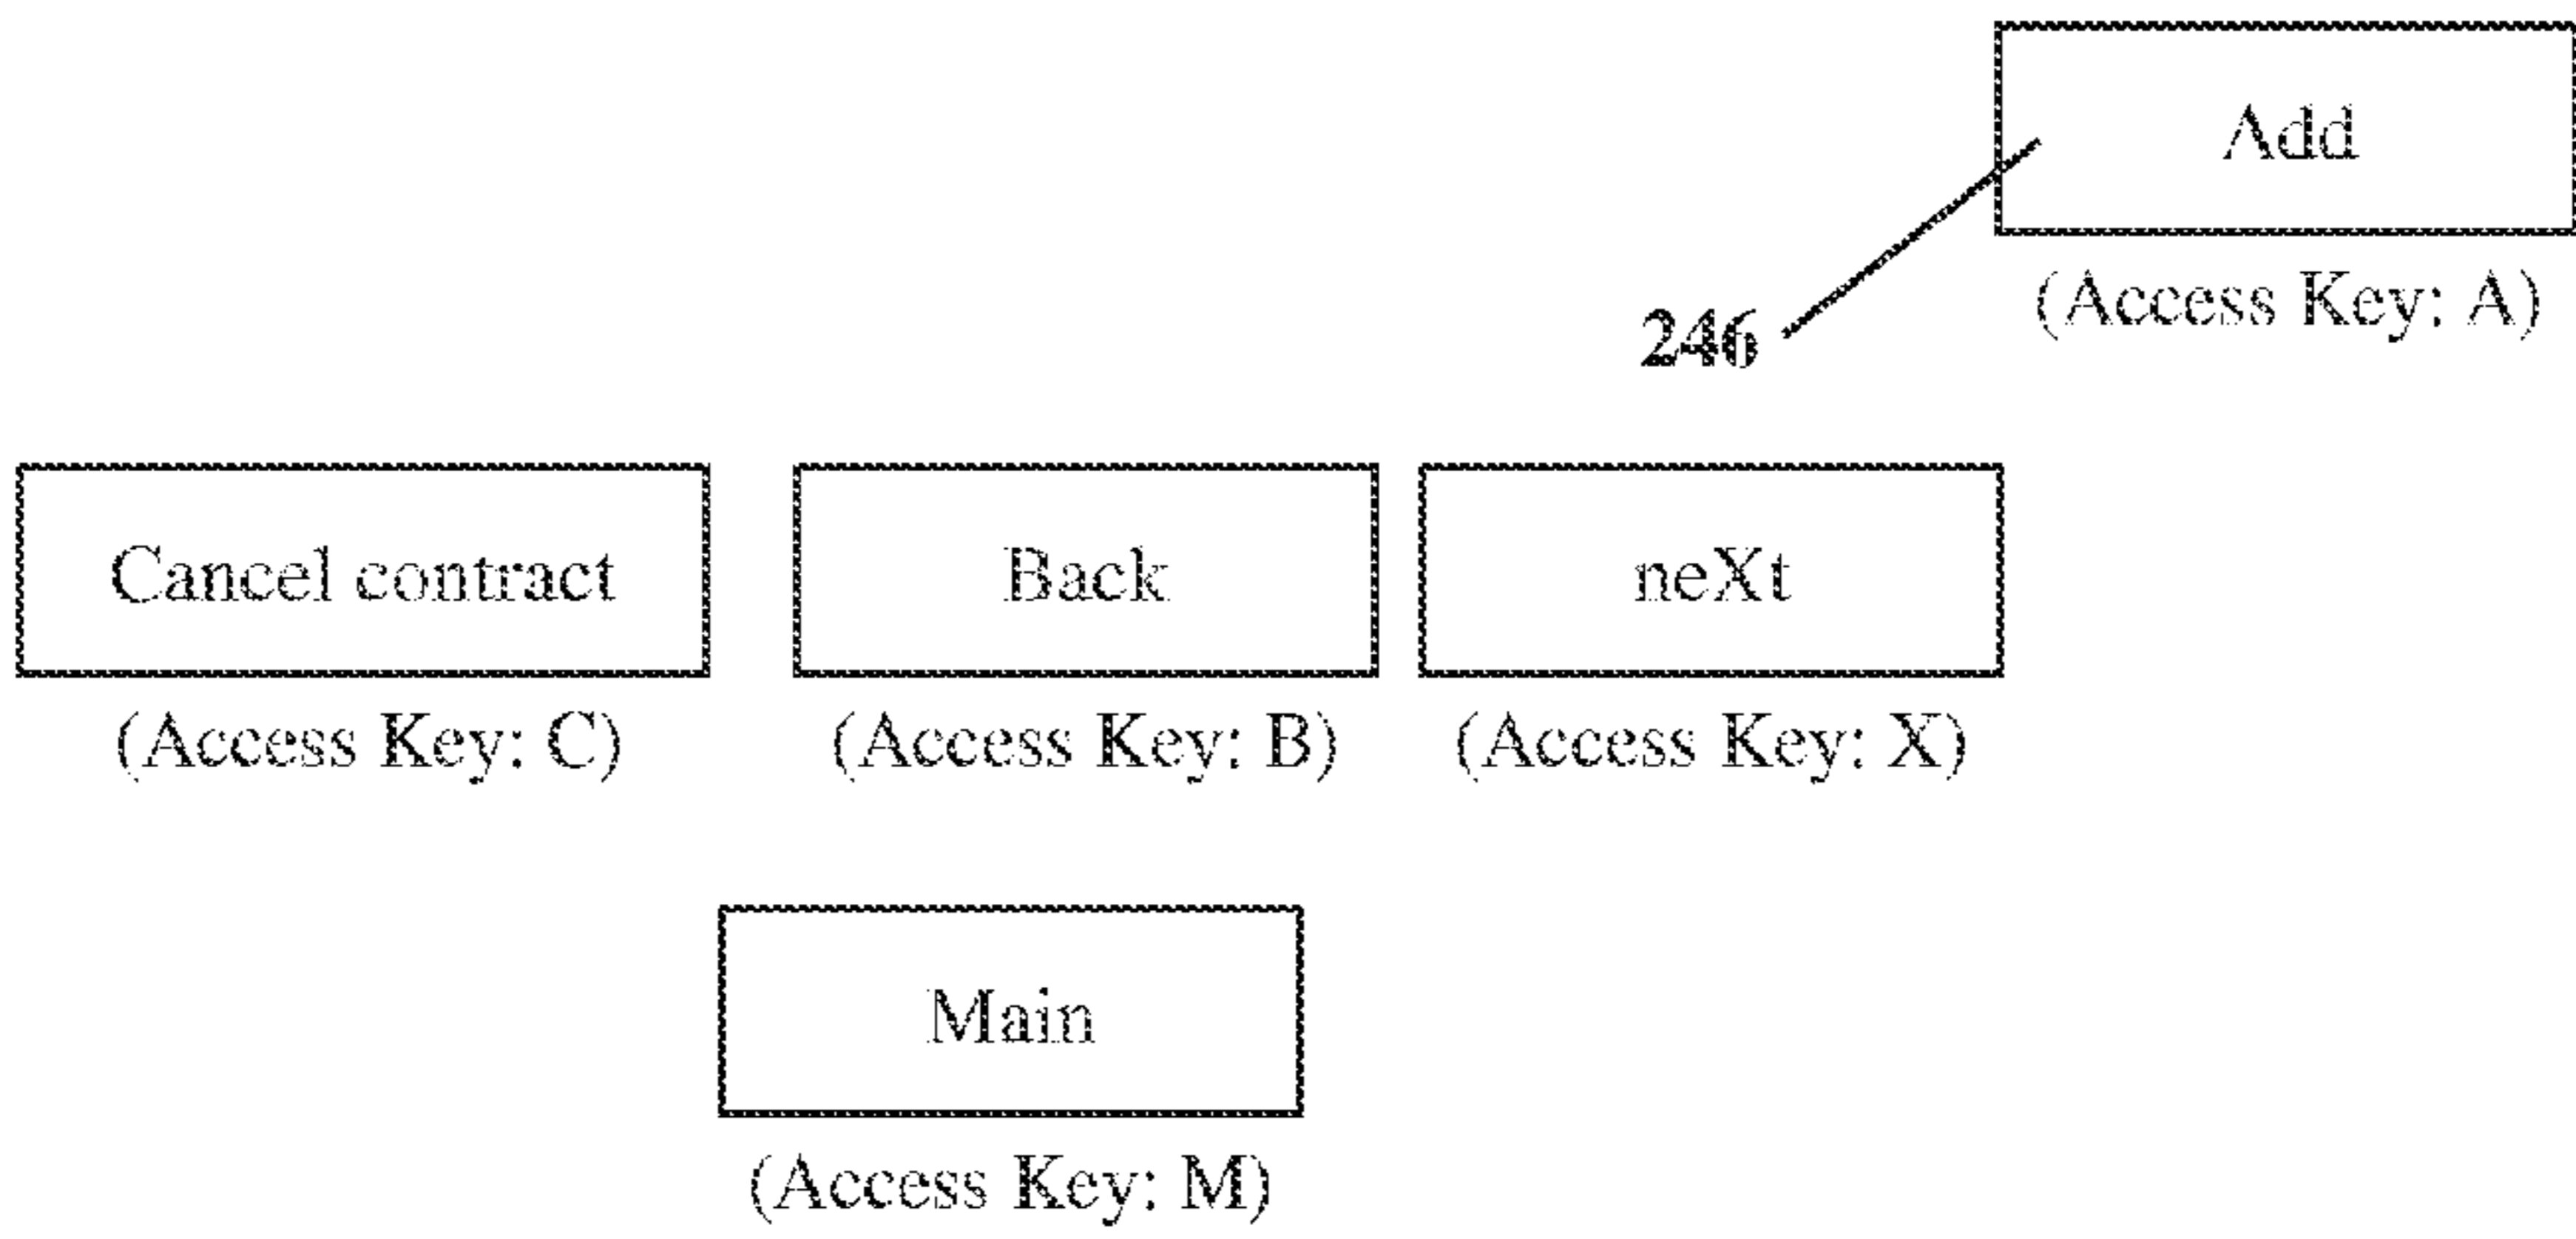 Add
(Access Key: A)
246
Cancel contract
Back
neXt
(Access Key: C)
(Access Key: B)
(Access Key: X)
Main
(Access Key: M)